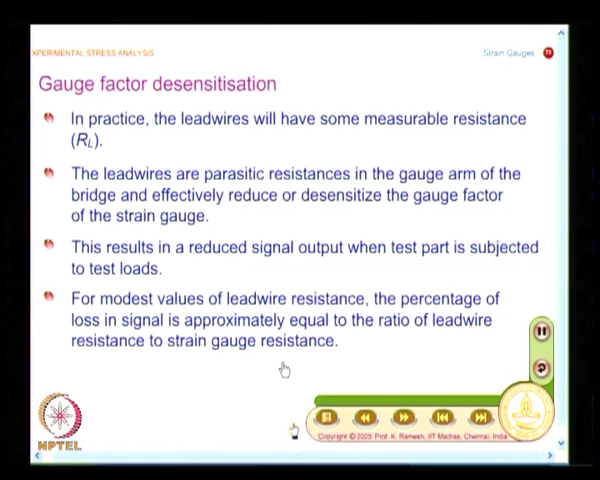 XPERIMENTAL STRESS ANALYSIS
Strain Gauges
Gauge factor desensitisation
In practice, the leadwires will have some measurable resistance
(RL).
The leadwires are parasitic resistances in the gauge arm of the
bridge and effectively reduce or desensitize the gauge factor
of the strain gauge.
This results in a reduced signal output when test part is subjected
to test loads.
For modest values of leadwire resistance, the percentage of
loss in signal is approximately equal to the ratio of leadwire
resistance to strain gauge resistance.
Copyright © 2005 Prof. K. Ramesh, IIT Madras, Chennai, India
NPTEL